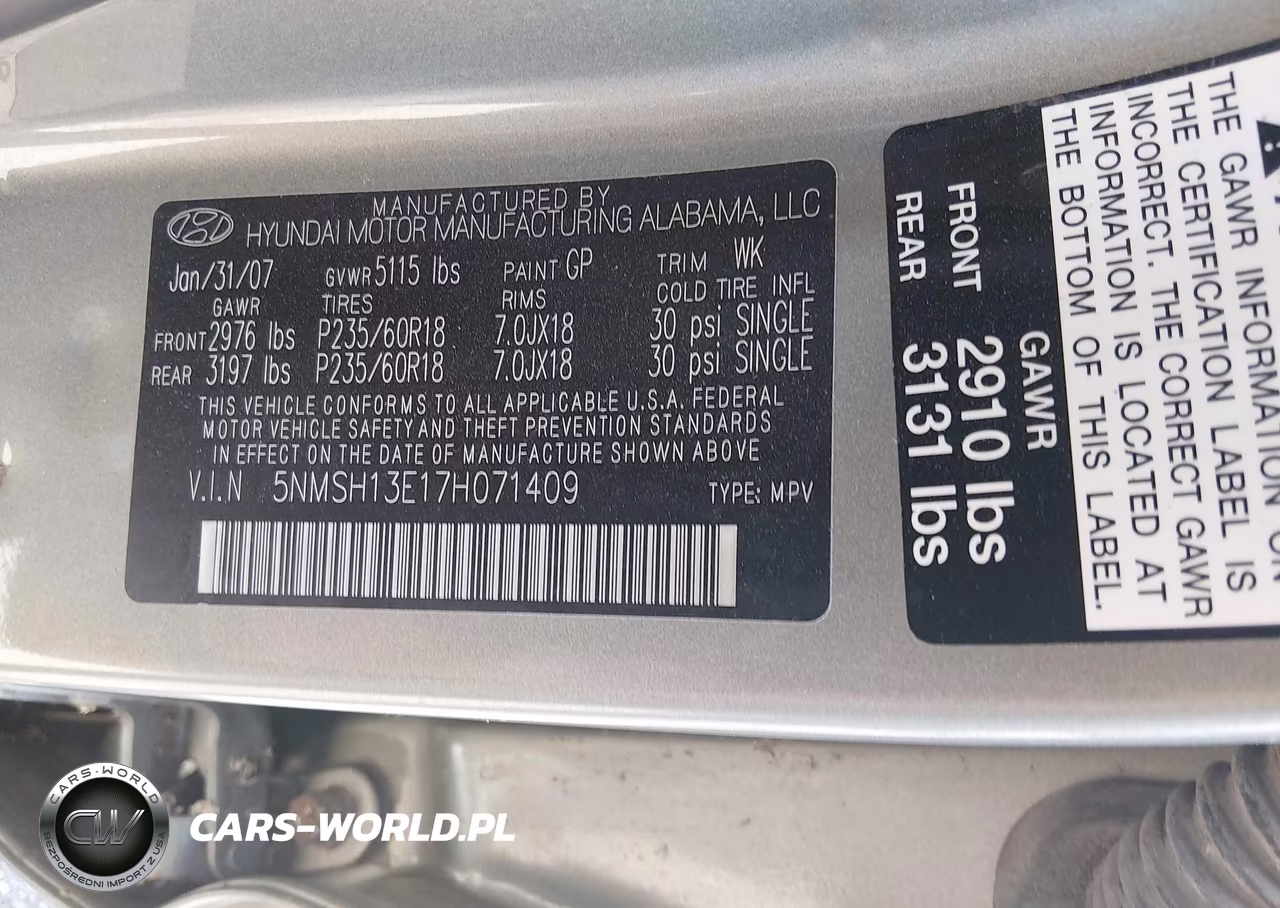 MANUFACTURED BY
HYUNDAI MOTOR MANUFACTURING ALABAMA, LLC
Jan/31/07 GVWR 5115 lbs PAINT GP TRIM WK
GAWR TIRES RIMS COLD TIRE INFL
FRONT 2976 lbs P235/60R18 7.0JX18 30 psi SINGLE
REAR 3197 lbs P235/60R18 7.0JX18 30 psi SINGLE
THIS VEHICLE CONFORMS TO ALL APPLICABLE U.S.A. FEDERAL
MOTOR VEHICLE SAFETY AND THEFT PREVENTION STANDARDS
IN EFFECT ON THE DATE OF MANUFACTURE SHOWN ABOVE
V.I.N 5NMSH13E17H071409 TYPE: MPV
THE GAWR INFORMATION ON
THE CERTIFICATION LABEL IS
INCORRECT. THE CORRECT GAWR
INFORMATION IS LOCATED AT
THE BOTTOM OF THIS LABEL.
GAWR
FRONT 2910 lbs
REAR 3131 lbs
CARS-WORLD
CW
BEZPOŚREDNI IMPORT Z USA
CARS-WORLD.PL